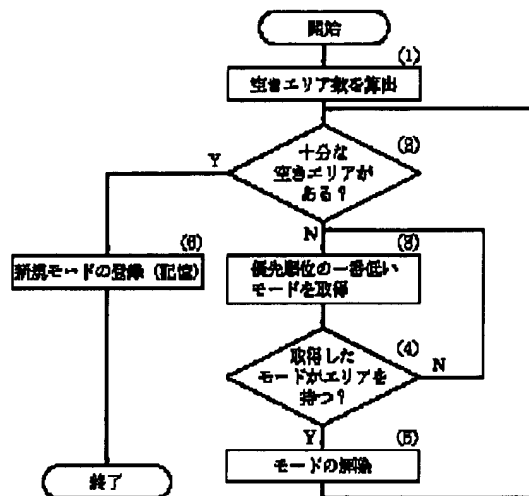 開始
(1)
空きエリア数を算出
(2)
十分な
空きエリアが
ある?
Y
N
(6)
新規モードの登録(記憶)
(3)
優先順位の一番低い
モードを取得
(4)
取得した
モードがエリアを
持つ?
N
Y
(5)
モードの解除
終了